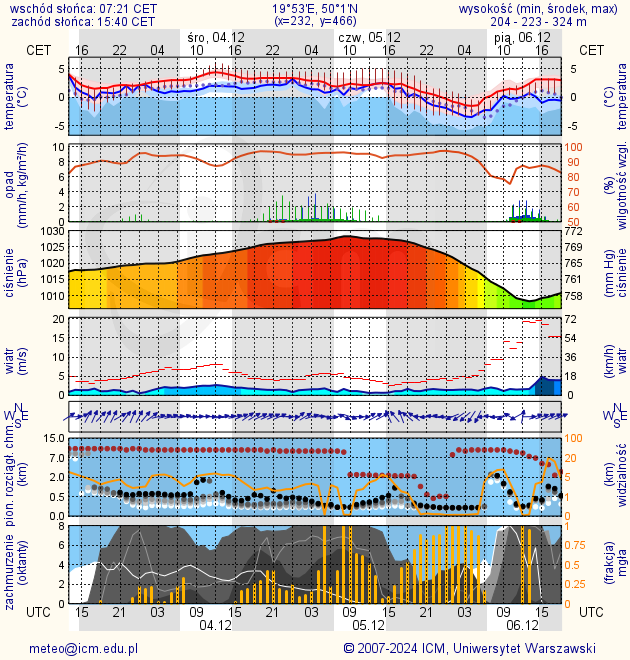 wschód słońca: 07:21 CET 19°53'E, 50°1'N wysokość (min, środek, max)
zachód słońca: 15:40 CET (x=232, y=466) 204 - 223 - 324 m
śro, 04.12 czw, 05.12 pią, 06.12
CET 16 22 04 10 16 22 04 10 16 22 04 10 16 CET
temperatura (°C) 5 0 -5 5 0 -5 temperatura (°C)
opad (mm/h, kg/m²/h) 10 8 6 4 2 0 100 90 80 70 60 50 (%) wilgotność wzgl.
ciśnienie (hPa) 1030 1025 1020 1015 1010 772 769 765 761 758 (mm Hg) ciśnienie
wiatr (m/s) 20 15 10 5 0 72 54 36 18 0 (km/h) wiatr
N W E S N W E S
pion. rozciągł. chm. (km) 15.0 7.0 2.0 0.5 0.0 100 20 5 1 0 (km) widzialność
zachmurzenie (oktanty) 8 6 4 2 0 1 0.75 0.5 0.25 0 (frakcja) mgła
UTC 15 21 03 09 15 21 03 09 15 21 03 09 15 UTC
04.12 05.12 06.12
meteo@icm.edu.pl © 2007-2024 ICM, Uniwersytet Warszawski